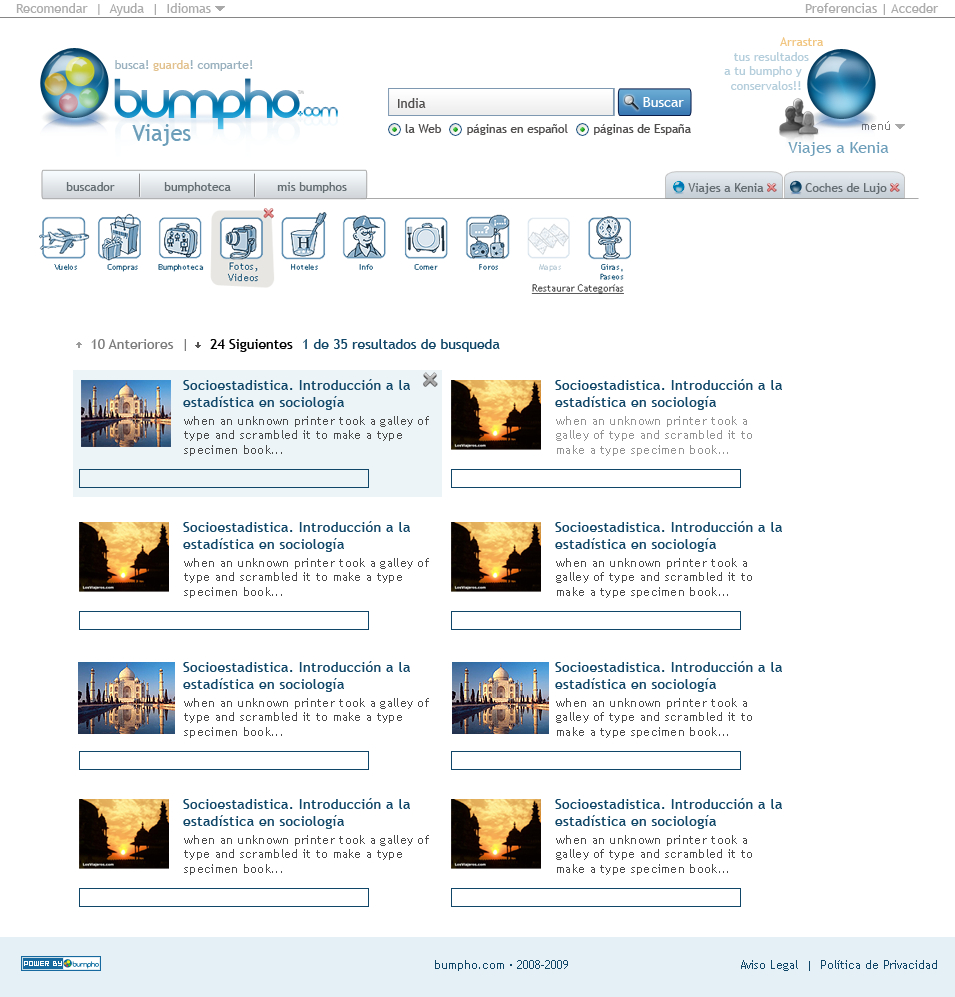 Recomendar | Ayuda | Idiomas
Preferencias | Acceder
busca! guarda! comparte!
bumpho.com
Viajes
India
Buscar
la Web páginas en español páginas de España
Arrastra
tus resultados
a tu bumpho y
conservalos!!
menú
Viajes a Kenia
buscador bumphoteca mis bumphos
Viajes a Kenia Coches de Lujo
Vuelos Compras Bumphoteca Fotos, Videos Hoteles Info Comer Foros Mapas Giras, Paseos
Restaurar Categorías
10 Anteriores | 24 Siguientes 1 de 35 resultados de busqueda
Socioestadistica. Introducción a la
estadística en sociología
when an unknown printer took a galley of
type and scrambled it to make a type
specimen book...
Socioestadistica. Introducción a la
estadística en sociología
when an unknown printer took a
galley of type and scrambled it to
make a type specimen book...
LosViajeros.com
Socioestadistica. Introducción a la
estadística en sociología
when an unknown printer took a galley of
type and scrambled it to make a type
specimen book...
LosViajeros.com
Socioestadistica. Introducción a la
estadística en sociología
when an unknown printer took a
galley of type and scrambled it to
make a type specimen book...
LosViajeros.com
Socioestadistica. Introducción a la
estadística en sociología
when an unknown printer took a galley of
type and scrambled it to make a type
specimen book...
Socioestadistica. Introducción a la
estadística en sociología
when an unknown printer took a
galley of type and scrambled it to
make a type specimen book...
Socioestadistica. Introducción a la
estadística en sociología
when an unknown printer took a galley of
type and scrambled it to make a type
specimen book...
LosViajeros.com
Socioestadistica. Introducción a la
estadística en sociología
when an unknown printer took a
galley of type and scrambled it to
make a type specimen book...
LosViajeros.com
POWER BY bumpho
bumpho.com • 2008-2009
Aviso Legal | Política de Privacidad